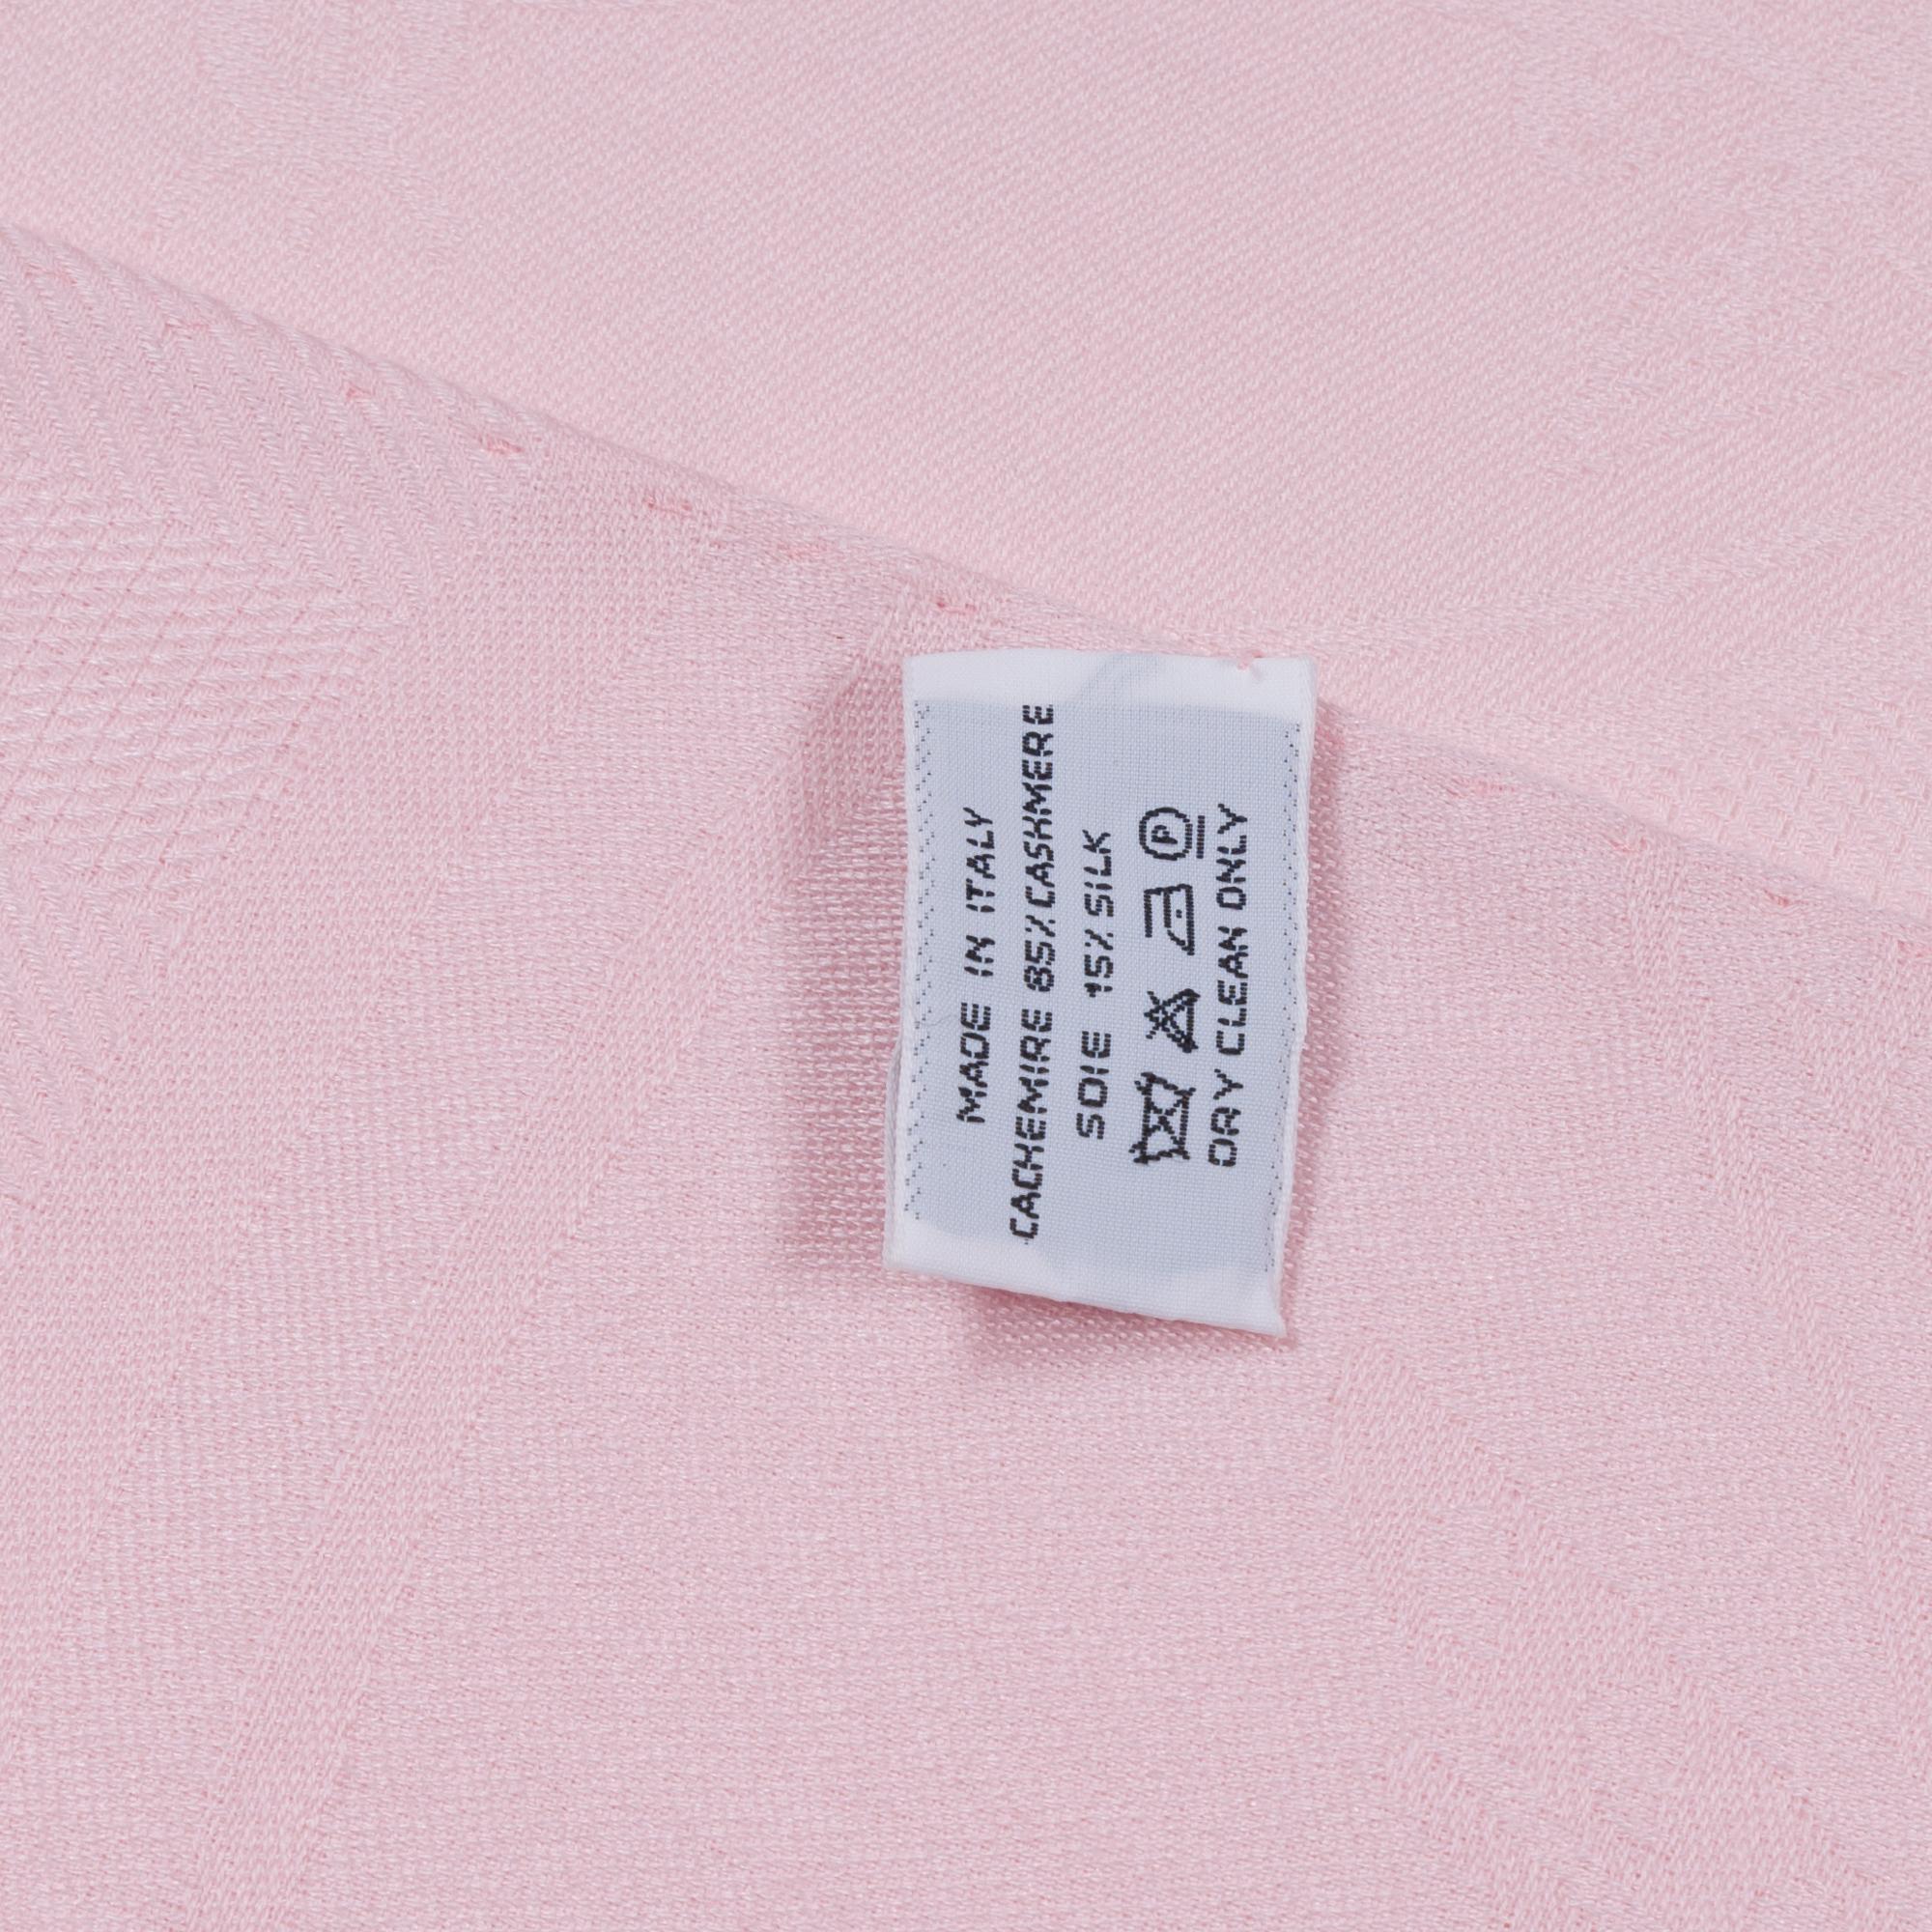 MADE IN ITALY
CACHEMIRE 85% CASHMERE
SOIE 15% SILK
P
DRY CLEAN ONLY